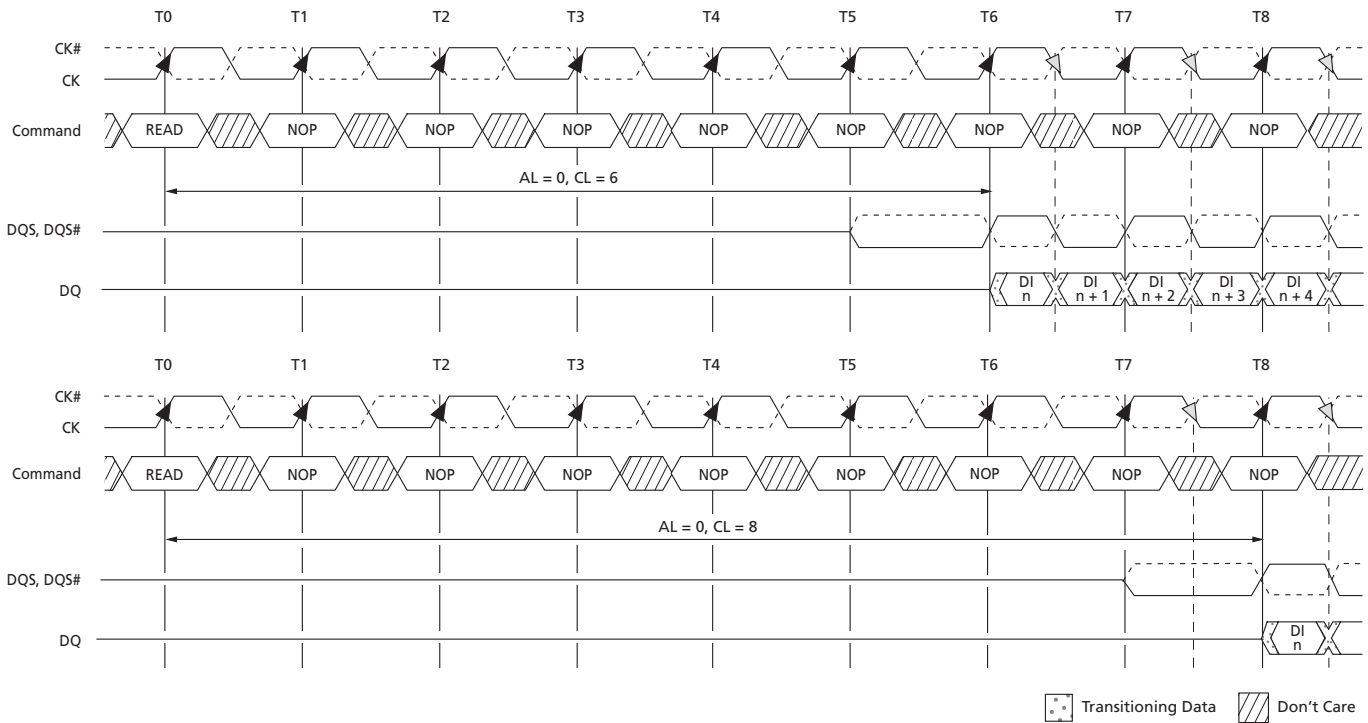 T0 T1 T2 T3 T4 T5 T6 T7 T8
CK#
CK
Command READ NOP NOP NOP NOP NOP NOP NOP NOP
AL = 0, CL = 6
DQS, DQS#
DQ DI n DI n + 1 DI n + 2 DI n + 3 DI n + 4
T0 T1 T2 T3 T4 T5 T6 T7 T8
CK#
CK
Command READ NOP NOP NOP NOP NOP NOP NOP NOP
AL = 0, CL = 8
DQS, DQS#
DQ DI n
Transitioning Data Don't Care